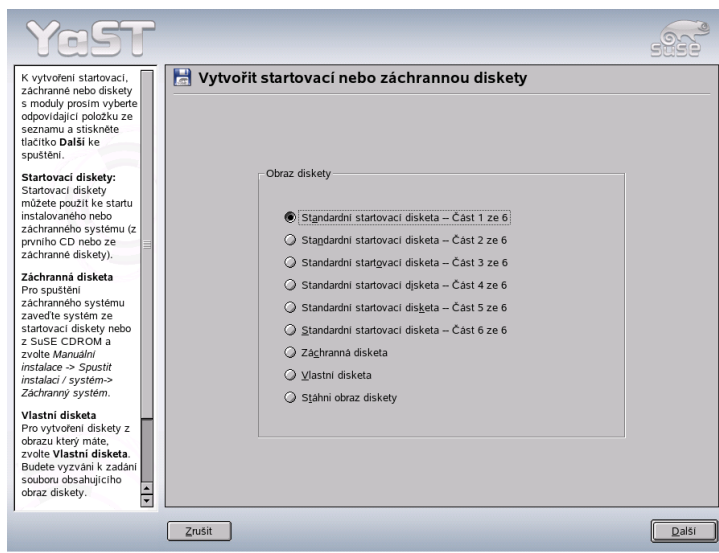 YaST
SUSE
K vytvoření startovací,
záchranné nebo diskety
s moduly prosím vyberte
odpovídající položku ze
seznamu a stiskněte
tlačítko Další ke
spuštění.
Startovací diskety:
Startovací diskety
můžete použít ke startu
instalovaného nebo
záchranného systému (z
prvního CD nebo ze
záchranné diskety).
Záchranná disketa
Pro spuštění
záchranného systému
zaveďte systém ze
startovací diskety nebo
z SuSE CDROM a
zvolte Manuální
instalace -> Spustit
instalaci / systém->
Záchranný systém.
Vlastní disketa
Pro vytvoření diskety z
obrazu který máte,
zvolte Vlastní disketa.
Budete vyzváni k zadání
souboru obsahujícího
obraz diskety.
Vytvořit startovací nebo záchrannou diskety
Obraz diskety
Standardní startovací disketa -- Část 1 ze 6
Standardní startovací disketa -- Část 2 ze 6
Standardní startovací disketa -- Část 3 ze 6
Standardní startovací disketa -- Část 4 ze 6
Standardní startovací disketa -- Část 5 ze 6
Standardní startovací disketa -- Část 6 ze 6
Záchranná disketa
Vlastní disketa
Stáhni obraz diskety
Zrušit
Další